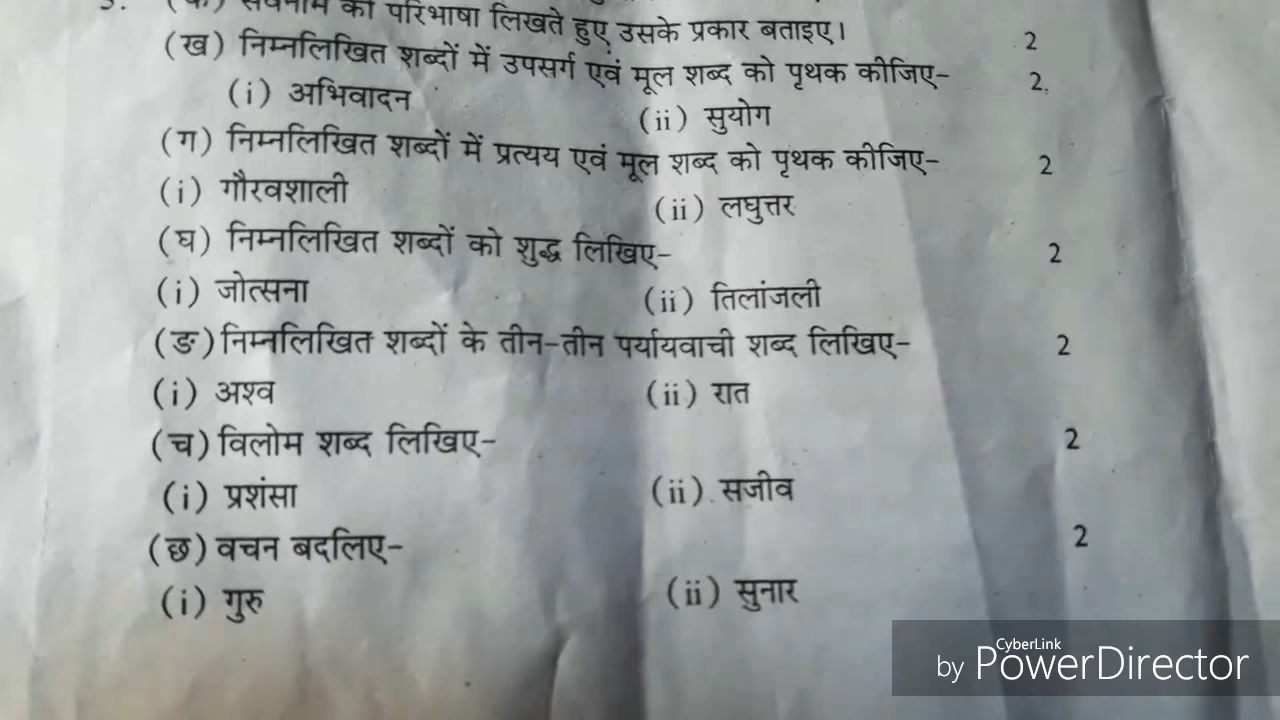 3. (क) सर्वनाम की परिभाषा लिखते हुए उसके प्रकार बताइए। 2
(ख) निम्नलिखित शब्दों में उपसर्ग एवं मूल शब्द को पृथक कीजिए- 2.
(i) अभिवादन (ii) सुयोग
(ग) निम्नलिखित शब्दों में प्रत्यय एवं मूल शब्द को पृथक कीजिए- 2
(i) गौरवशाली (ii) लघुत्तर
(घ) निम्नलिखित शब्दों को शुद्ध लिखिए- 2
(i) जोत्सना (ii) तिलांजली
(ङ) निम्नलिखित शब्दों के तीन-तीन पर्यायवाची शब्द लिखिए- 2
(i) अश्व (ii) रात
(च) विलोम शब्द लिखिए- 2
(i) प्रशंसा (ii) सजीव
(छ) वचन बदलिए- 2
(i) गुरु (ii) सुनार
CyberLink
by PowerDirector